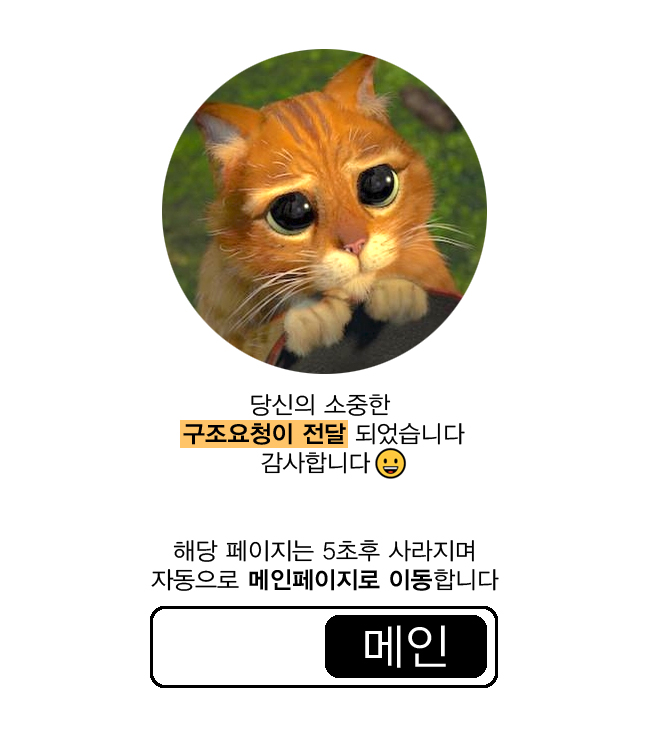 당신의 소중한
구조요청이 전달 되었습니다
감사합니다
해당 페이지는 5초후 사라지며
자동으로 메인페이지로 이동합니다
메인